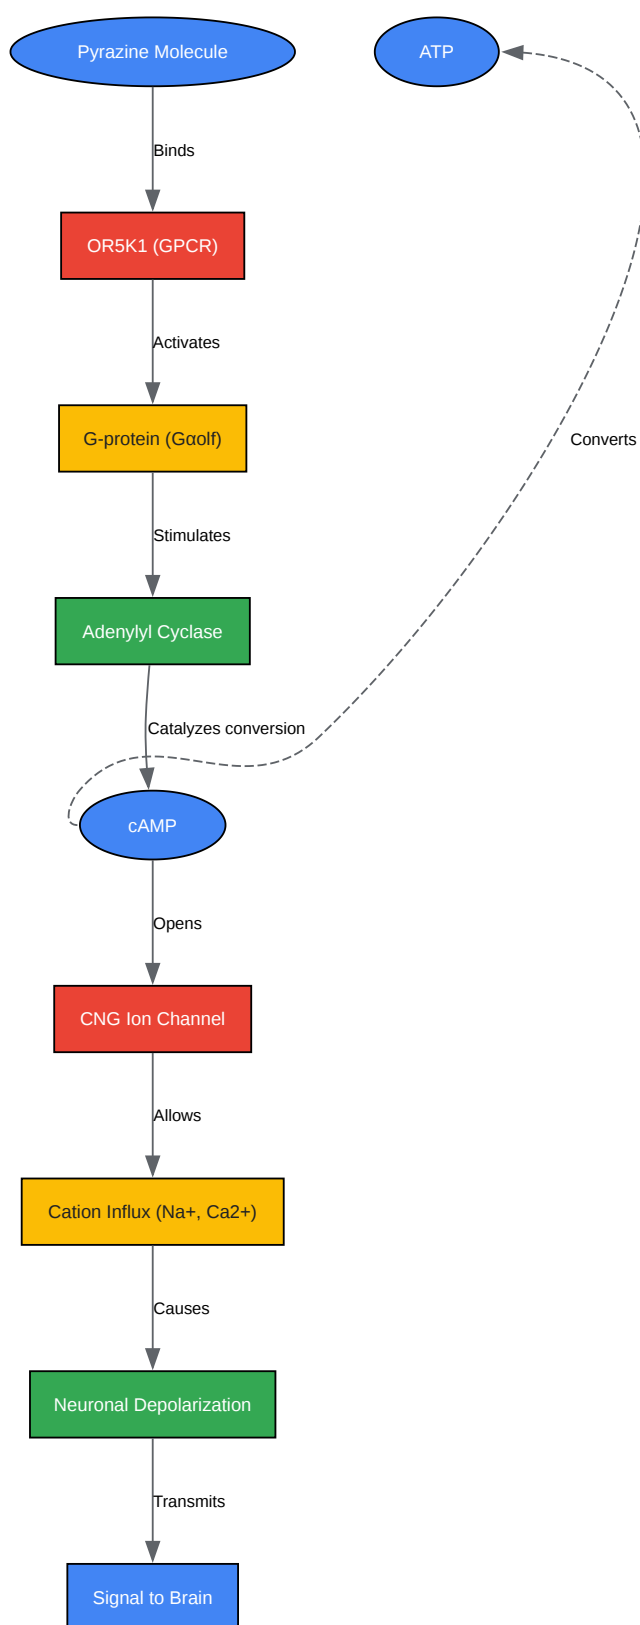 Pyrazine Molecule
ATP
Binds
OR5K1 (GPCR)
Activates
G-protein (Gαolf)
Converts
Stimulates
Adenylyl Cyclase
Catalyzes conversion
cAMP
Opens
CNG Ion Channel
Allows
Cation Influx (Na+, Ca2+)
Causes
Neuronal Depolarization
Transmits
Signal to Brain